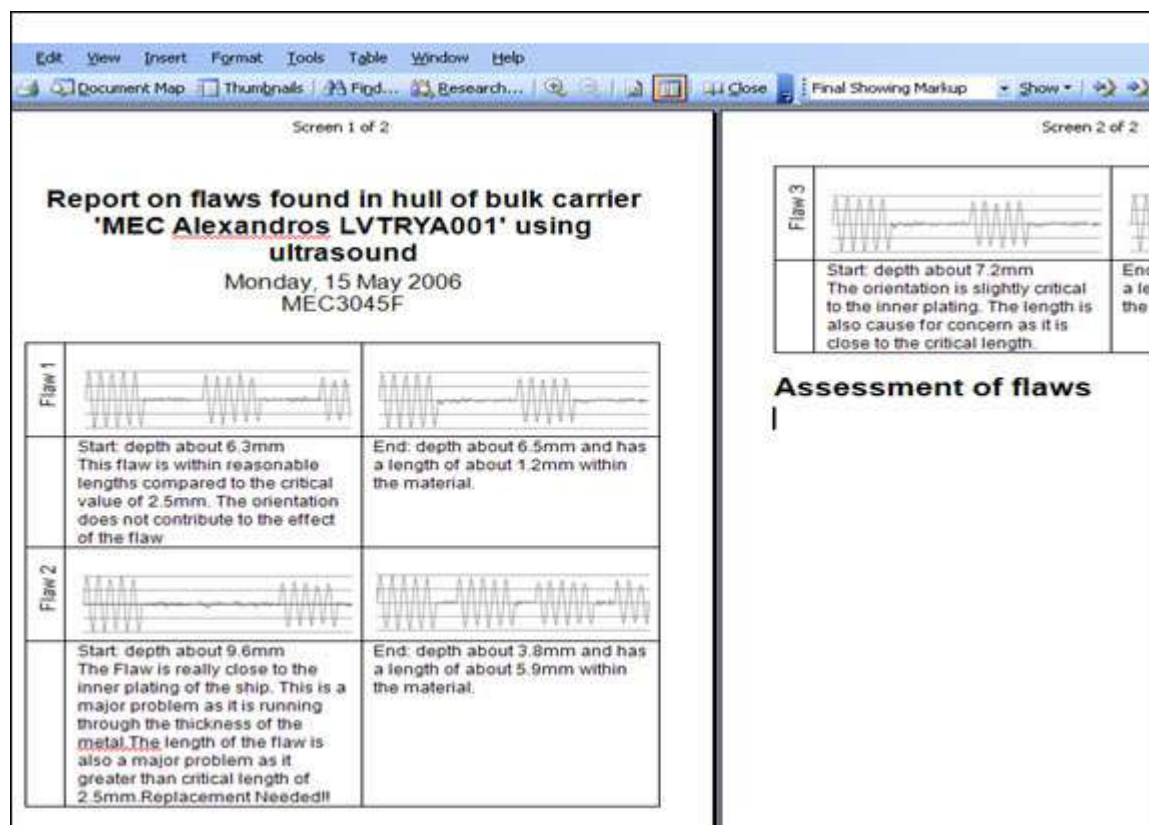 Edit View Insert Format Tools Table Window Help
Document Map Thumbnails Find... Research... Close Final Showing Markup Show
Screen 1 of 2
Report on flaws found in hull of bulk carrier
'MEC Alexandros LVTRYA001' using
ultrasound
Monday, 15 May 2006
MEC3045F
Flaw 1
Start: depth about 6.3mm
This flaw is within reasonable
lengths compared to the critical
value of 2.5mm. The orientation
does not contribute to the effect
of the flaw
End: depth about 6.5mm and has
a length of about 1.2mm within
the material.
Flaw 2
Start: depth about 9.6mm
The Flaw is really close to the
inner plating of the ship. This is a
major problem as it is running
through the thickness of the
metal.The length of the flaw is
also a major problem as it
greater than critical length of
2.5mm.Replacement Needed!!
End: depth about 3.8mm and has
a length of about 5.9mm within
the material.
Screen 2 of 2
Flaw 3
Start: depth about 7.2mm
The orientation is slightly critical
to the inner plating. The length is
also cause for concern as it is
close to the critical length.
a le
the
Assessment of flaws